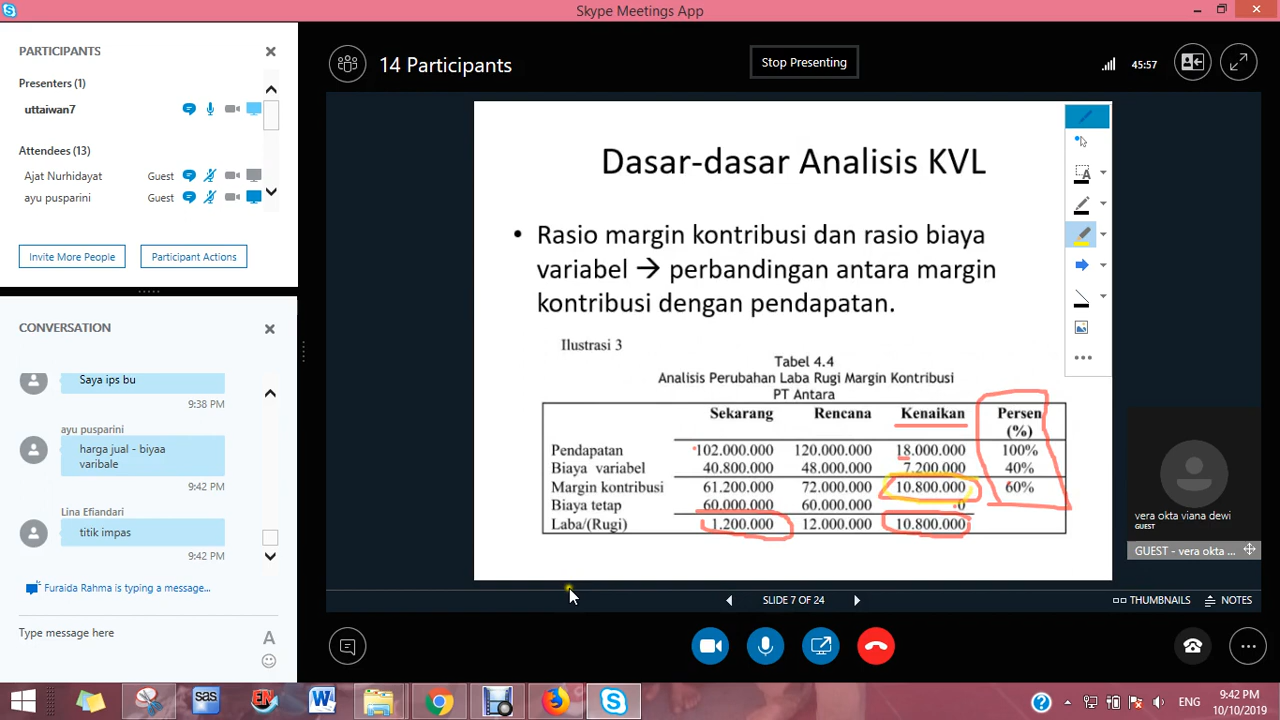 Skype Meetings App
PARTICIPANTS
Presenters (1)
uttaiwan7
Attendees (13)
Ajat Nurhidayat Guest
ayu pusparini Guest
Invite More People Participant Actions
CONVERSATION
Saya ips bu
9:38 PM
ayu pusparini
harga jual - biyaa
varibale
9:42 PM
Lina Efiandari
titik impas
9:42 PM
Furaida Rahma is typing a message...
Type message here
A
14 Participants
Stop Presenting
45:57
Dasar-dasar Analisis KVL
• Rasio margin kontribusi dan rasio biaya
variabel → perbandingan antara margin
kontribusi dengan pendapatan.
Ilustrasi 3
Tabel 4.4
Analisis Perubahan Laba Rugi Margin Kontribusi
PT Antara
Sekarang Rencana Kenaikan Persen
(%)
Pendapatan 102.000.000 120.000.000 18.000.000 100%
Biaya variabel 40.800.000 48.000.000 7.200.000 40%
Margin kontribusi 61.200.000 72.000.000 10.800.000 60%
Biaya tetap 60.000.000 60.000.000 0
Laba/(Rugi) 1.200.000 12.000.000 10.800.000
A
vera okta viana dewi
GUEST
GUEST - vera okta ...
SLIDE 7 OF 24
THUMBNAILS NOTES
sas EN W S
ENG
9:42 PM
10/10/2019